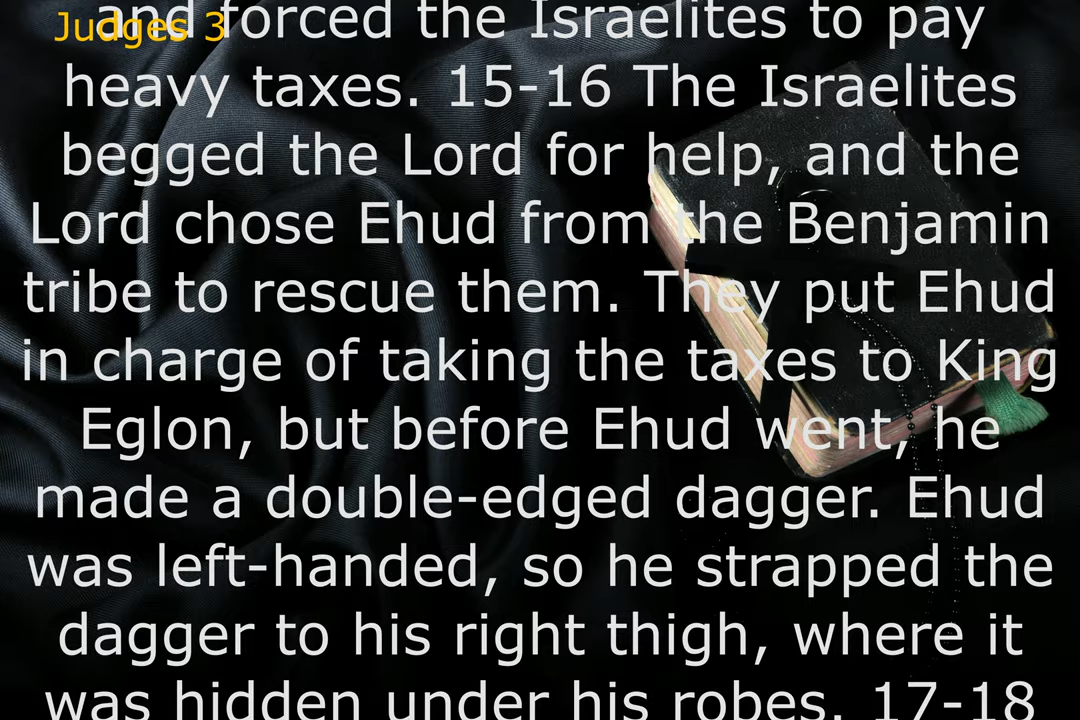 Judges 3
and forced the Israelites to pay
heavy taxes. 15-16 The Israelites
begged the Lord for help, and the
Lord chose Ehud from the Benjamin
tribe to rescue them. They put Ehud
in charge of taking the taxes to King
Eglon, but before Ehud went, he
made a double-edged dagger. Ehud
was left-handed, so he strapped the
dagger to his right thigh, where it
was hidden under his robes. 17-18